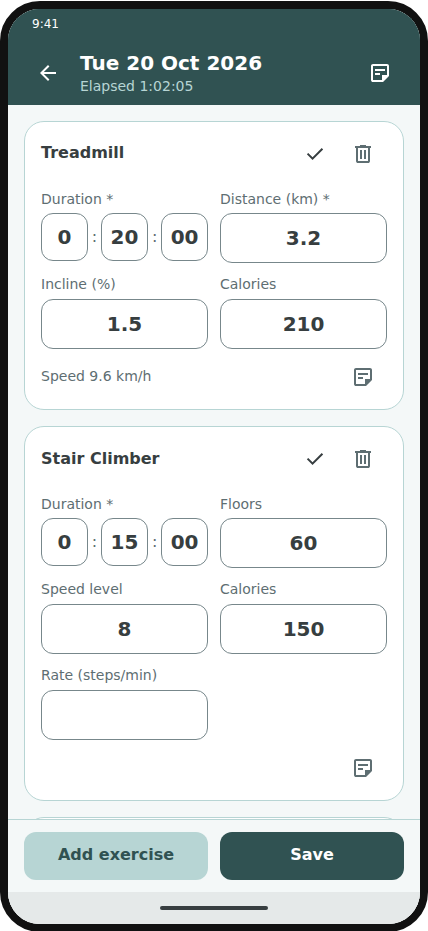 9:41
Tue 20 Oct 2026
Elapsed 1:02:05
Treadmill
Duration * Distance (km) *
0 : 20 : 00 3.2
Incline (%) Calories
1.5 210
Speed 9.6 km/h
Stair Climber
Duration * Floors
0 : 15 : 00 60
Speed level Calories
8 150
Rate (steps/min)
Add exercise Save